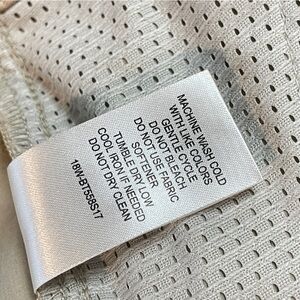 MACHINE WASH COLD
WITH LIKE COLORS
GENTLE CYCLE
DO NOT BLEACH
DO NOT USE FABRIC
SOFTENER
TUMBLE DRY LOW
COOL IRON IF NEEDED
DO NOT DRY CLEAN
18W-BT558S17